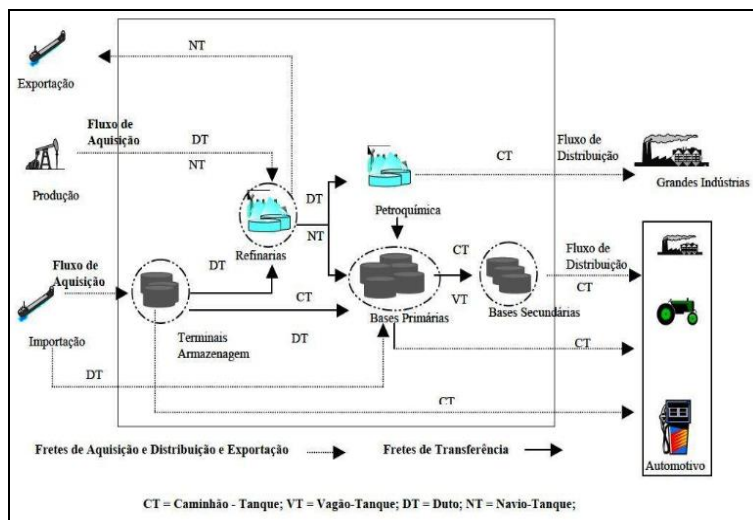 NT
Exportação
Fluxo de
Aquisição
DT
NT
Produção
CT
Fluxo de
Distribuição
Grandes Indústrias
DT
NT
Petroquímica
Refinarias
Fluxo de
Aquisição
DT
CT
CT
VT
Fluxo de
Distribuição
CT
Bases Primárias
Bases Secundárias
Importação
Terminais
Armazenagem
DT
CT
DT
CT
Fretes de Aquisição e Distribuição e Exportação
Fretes de Transferência
Automotivo
CT = Caminhão - Tanque; VT = Vagão-Tanque; DT = Duto; NT = Navio-Tanque;